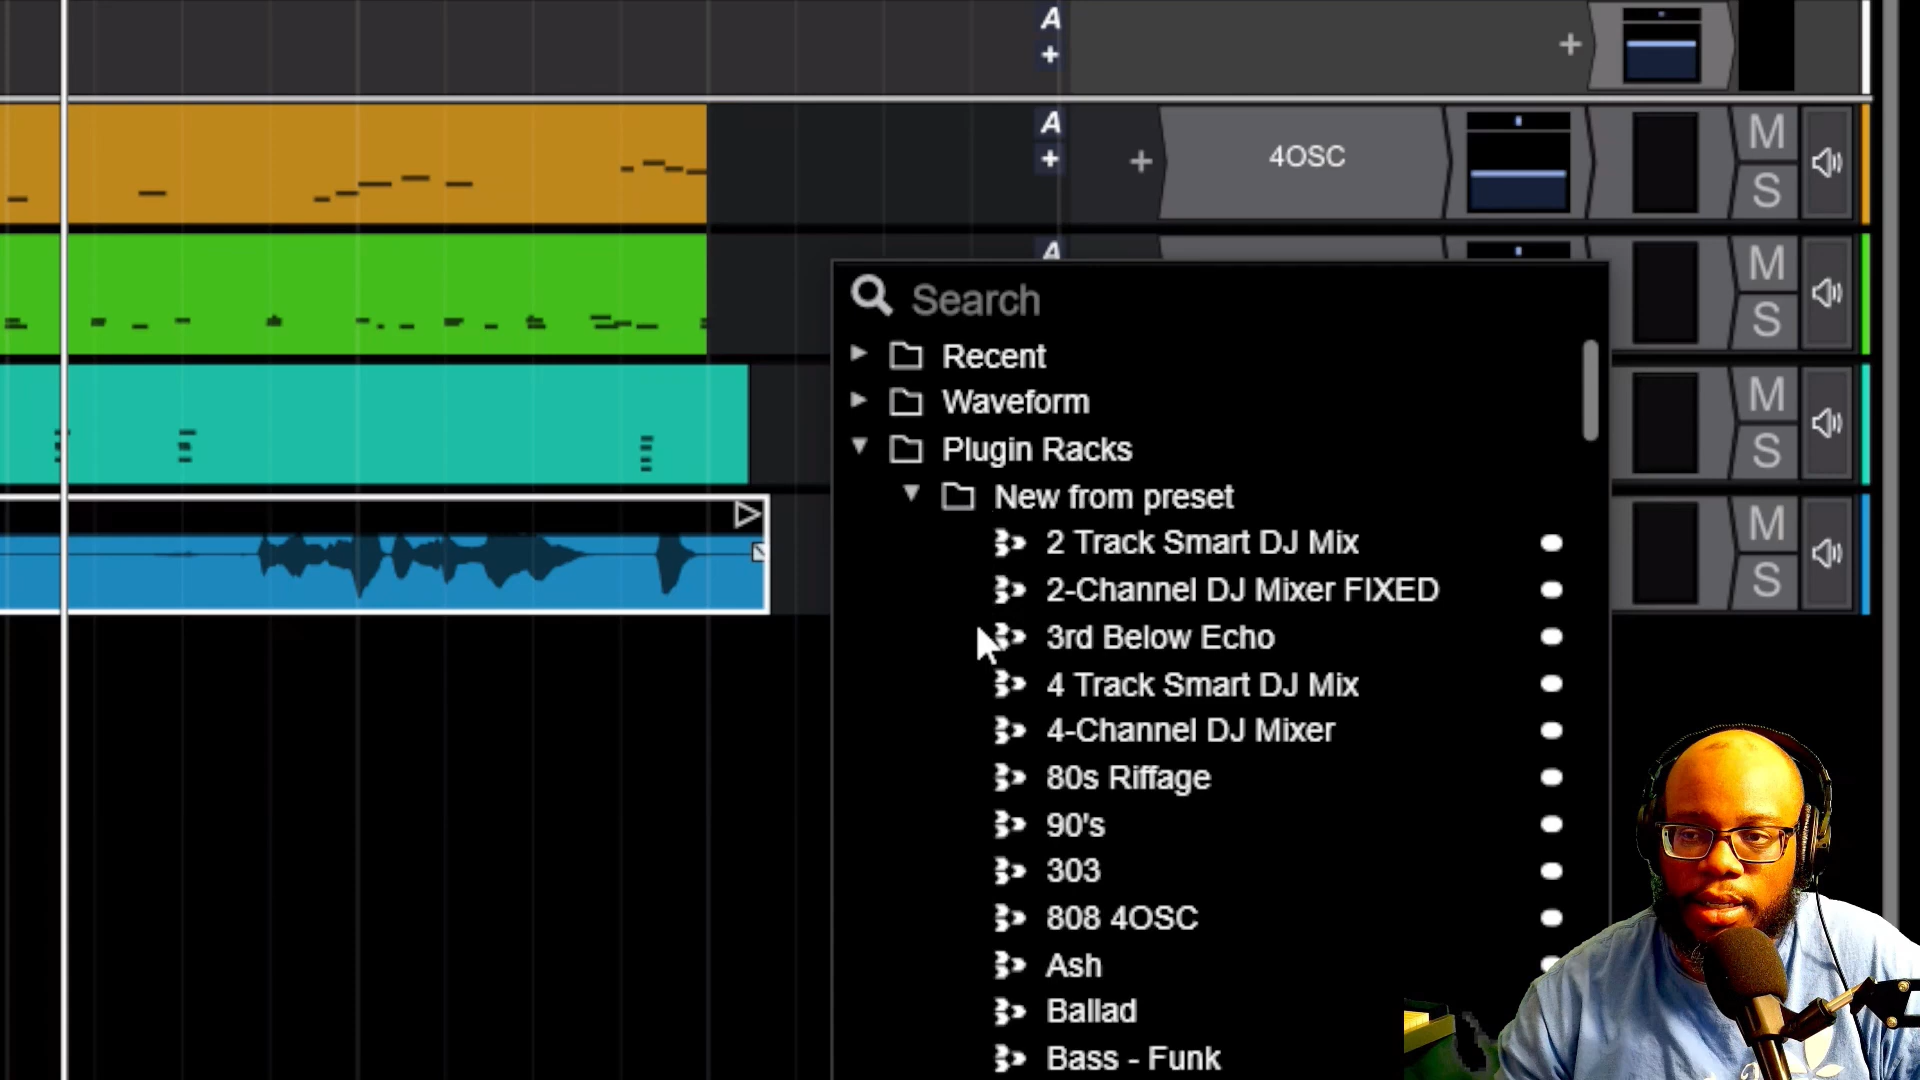 A
+
+
A
+
+
4OSC
M
S
A
M
S
Search
Recent
Waveform
M
S
Plugin Racks
New from preset
2 Track Smart DJ Mix
M
S
2-Channel DJ Mixer FIXED
3rd Below Echo
4 Track Smart DJ Mix
4-Channel DJ Mixer
80s Riffage
90's
303
808 4OSC
Ash
Ballad
Bass - Funk